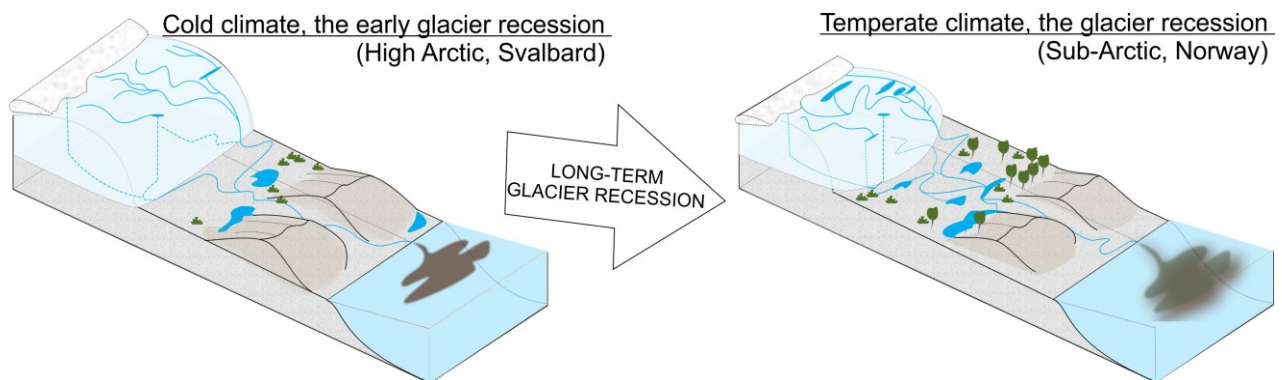 Cold climate, the early glacier recession
(High Arctic, Svalbard)
LONG-TERM
GLACIER RECESSION
Temperate climate, the glacier recession
(Sub-Arctic, Norway)